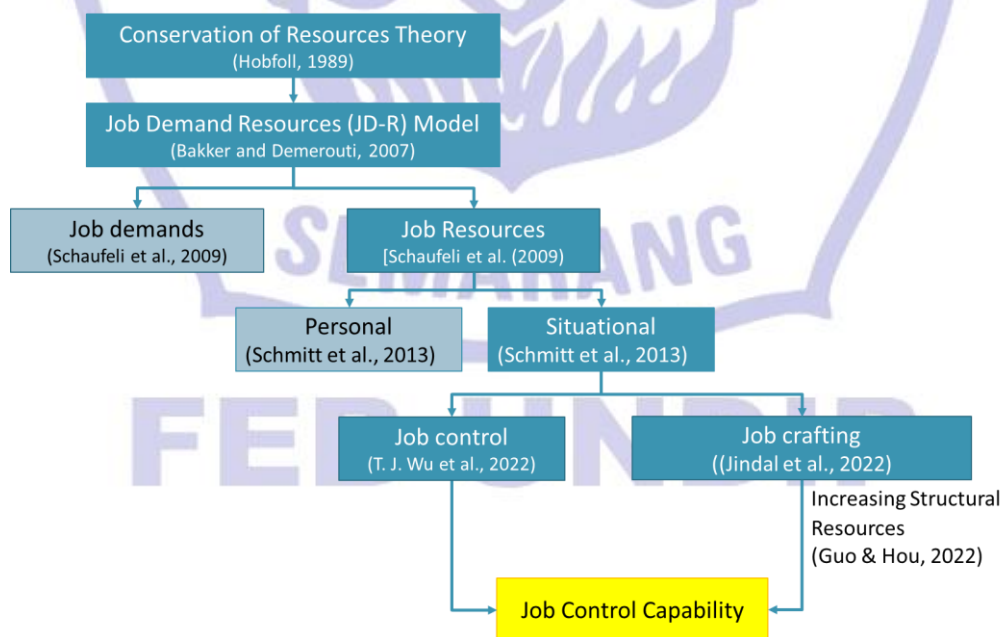 Conservation of Resources Theory
(Hobfoll, 1989)
Job Demand Resources (JD-R) Model
(Bakker and Demerouti, 2007)
Job demands
(Schaufeli et al., 2009)
Job Resources
[Schaufeli et al. (2009)
SEMARANG
Personal
(Schmitt et al., 2013)
Situational
(Schmitt et al., 2013)
FEB UNDIP
Job control
(T. J. Wu et al., 2022)
Job crafting
((Jindal et al., 2022)
Increasing Structural
Resources
(Guo & Hou, 2022)
Job Control Capability